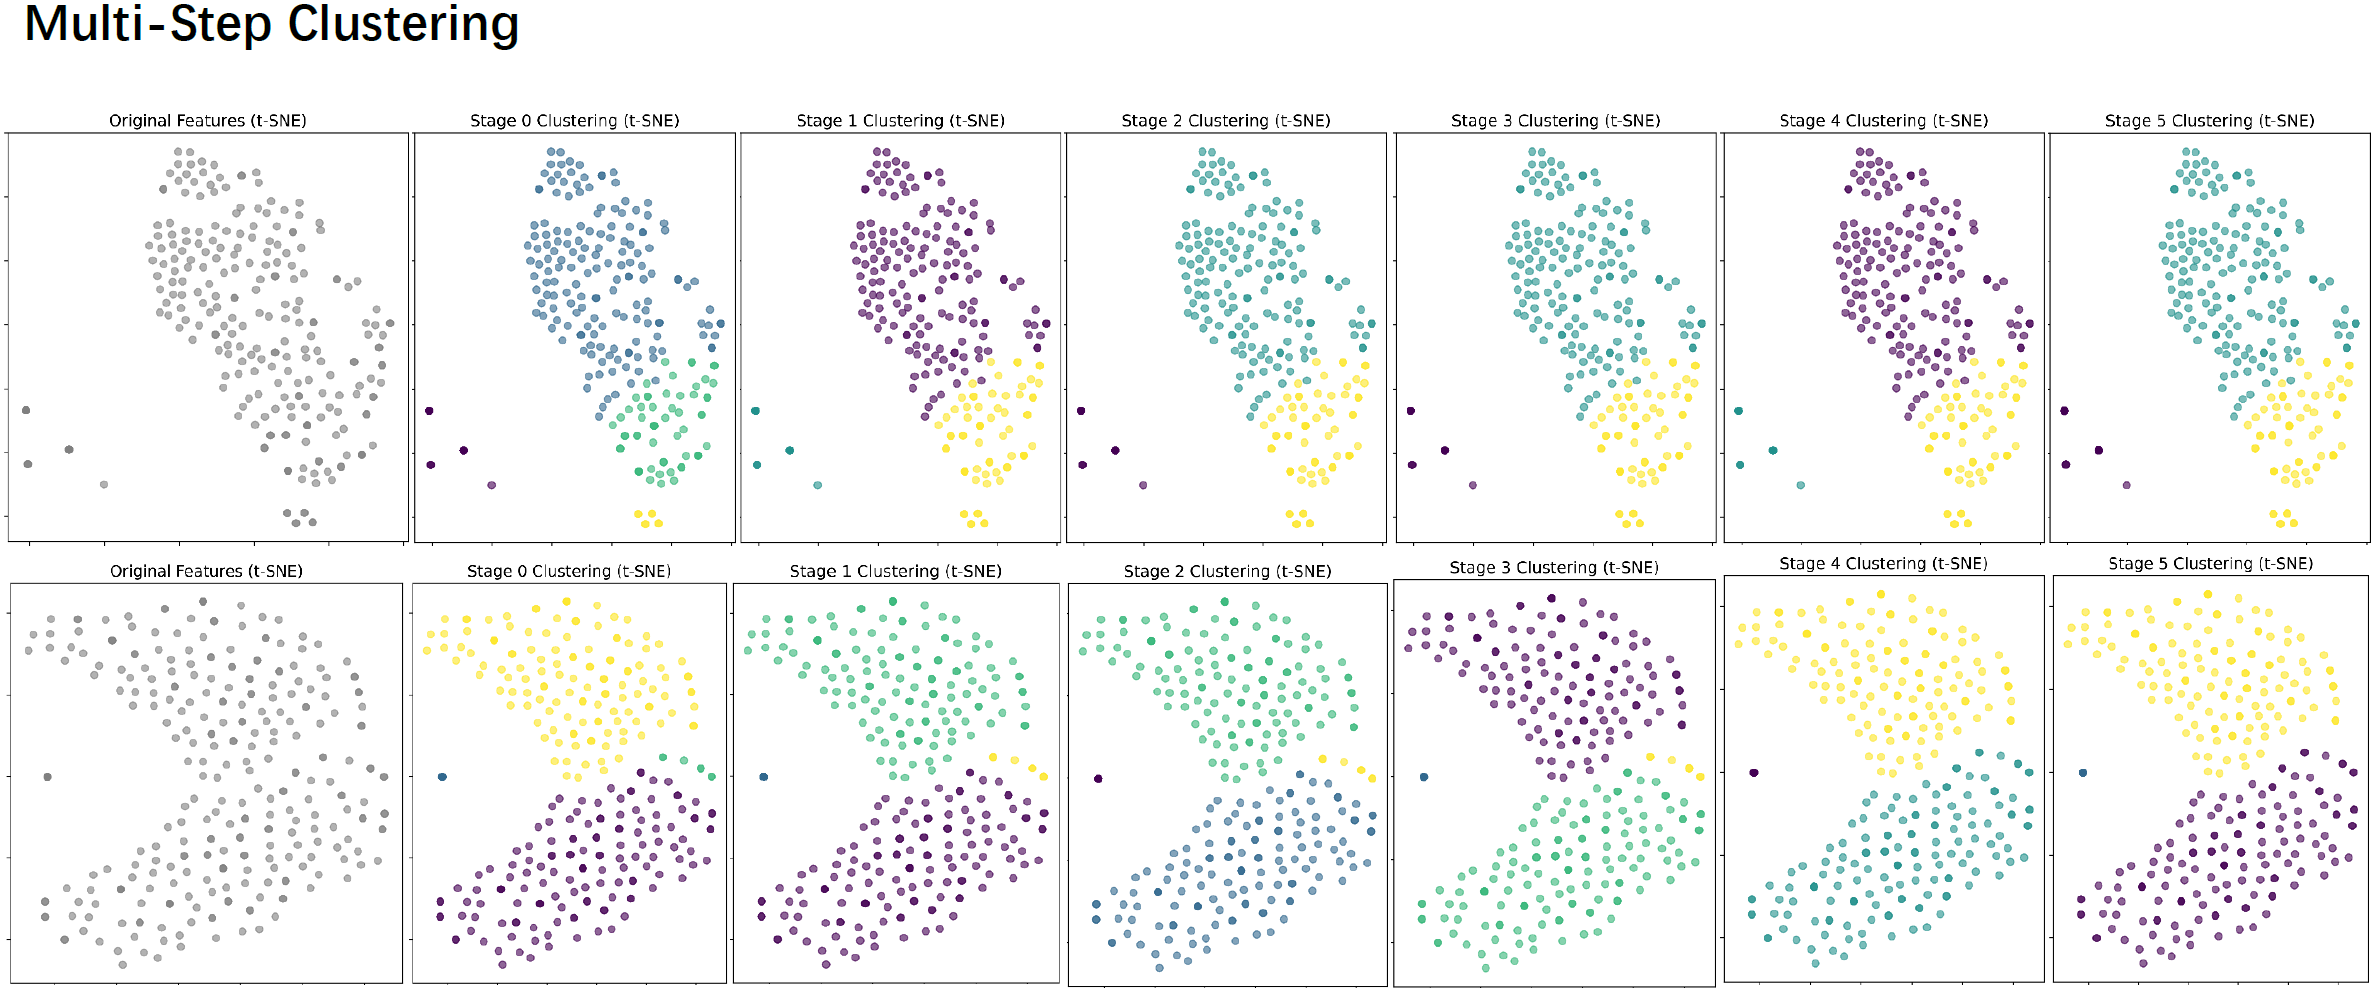 Multi-Step Clustering
Original Features (t-SNE)
Stage 0 Clustering (t-SNE)
Stage 1 Clustering (t-SNE)
Stage 2 Clustering (t-SNE)
Stage 3 Clustering (t-SNE)
Stage 4 Clustering (t-SNE)
Stage 5 Clustering (t-SNE)
Original Features (t-SNE)
Stage 0 Clustering (t-SNE)
Stage 1 Clustering (t-SNE)
Stage 2 Clustering (t-SNE)
Stage 3 Clustering (t-SNE)
Stage 4 Clustering (t-SNE)
Stage 5 Clustering (t-SNE)